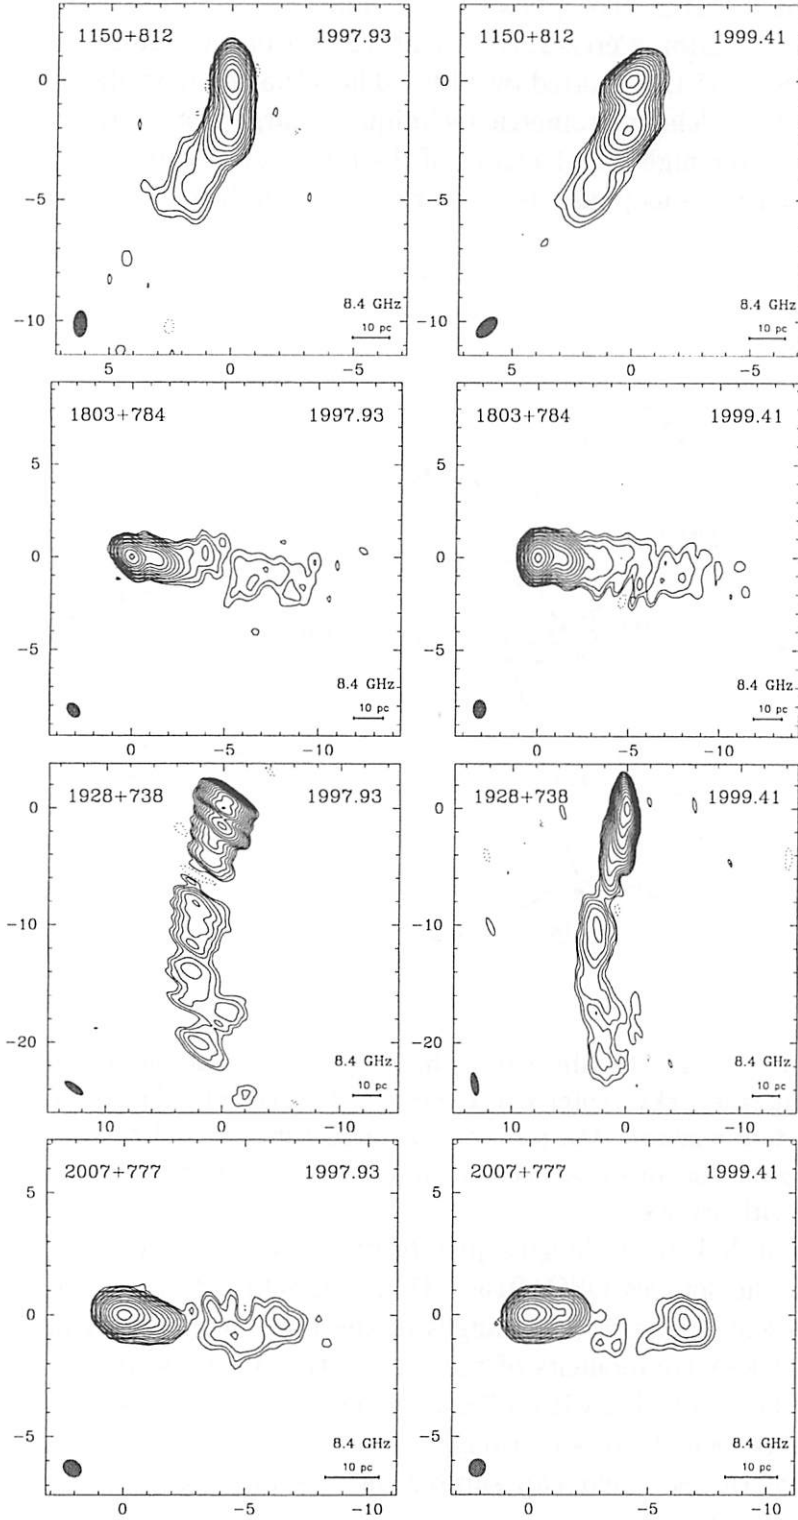 1150+812 1997.93
0
−5
−10
8.4 GHz
10 pc
5 0 −5
1150+812 1999.41
0
−5
−10
8.4 GHz
10 pc
5 0 −5
1803+784 1997.93
5
0
−5
8.4 GHz
10 pc
0 −5 −10
1803+784 1999.41
5
0
−5
8.4 GHz
10 pc
0 −5 −10
1928+738 1997.93
0
−10
−20
8.4 GHz
10 pc
10 0 −10
1928+738 1999.41
0
−10
−20
8.4 GHz
10 pc
10 0 −10
2007+777 1997.93
5
0
−5
8.4 GHz
10 pc
0 −5 −10
2007+777 1999.41
5
0
−5
8.4 GHz
10 pc
0 −5 −10